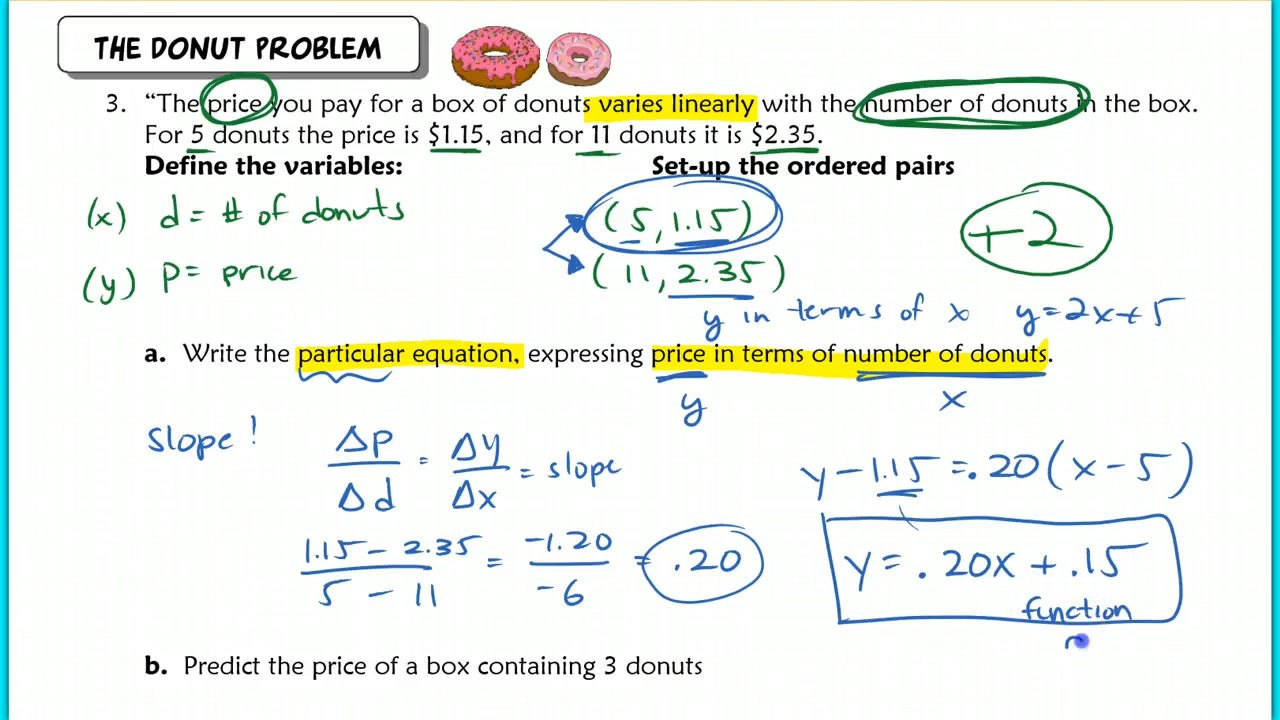 THE DONUT PROBLEM
3. “The price you pay for a box of donuts varies linearly with the number of donuts in the box.
For 5 donuts the price is $1.15, and for 11 donuts it is $2.35.
Define the variables: Set-up the ordered pairs
(x) d = # of donuts (5, 1.15) +2
(y) p = price (11, 2.35)
y in terms of x y=2x+5
a. Write the particular equation, expressing price in terms of number of donuts.
y x
slope! Δp/Δd = Δy/Δx = slope
y - 1.15 = .20(x - 5)
1.15 - 2.35 / 5 - 11 = -1.20 / -6 = .20
y = .20x + .15
function
b. Predict the price of a box containing 3 donuts